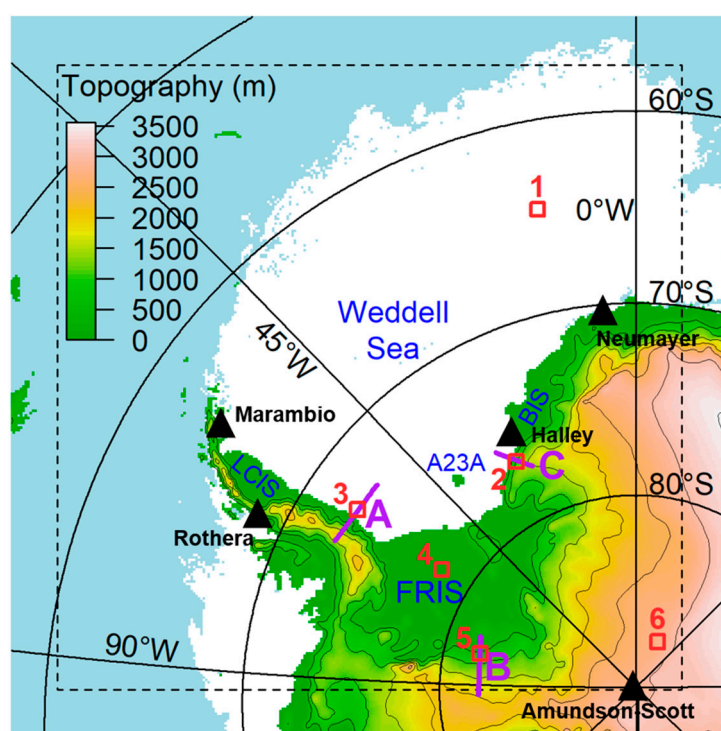 Topography (m)
3500
3000
2500
2000
1500
1000
500
0
60°S
1
0°W
70°S
Weddell
Sea
Neumayer
45°W
Marambio
BIS
Halley
LCIS
A23A
2
C
80°S
3
A
Rothera
4
FRIS
6
90°W
5
B
Amundson-Scott